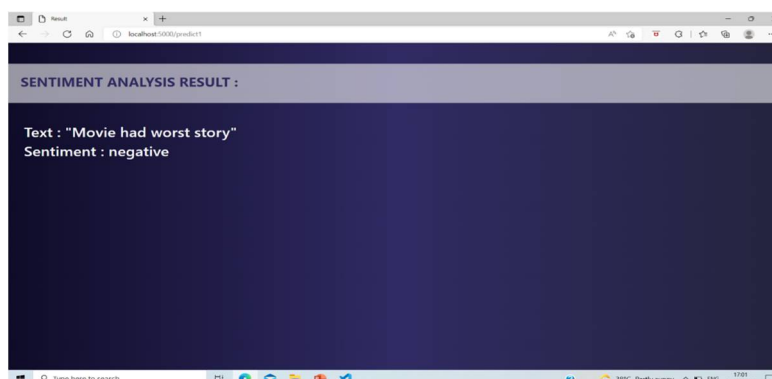 Result
localhost:5000/predict1
SENTIMENT ANALYSIS RESULT :
Text : "Movie had worst story"
Sentiment : negative
Type here to search
17:01